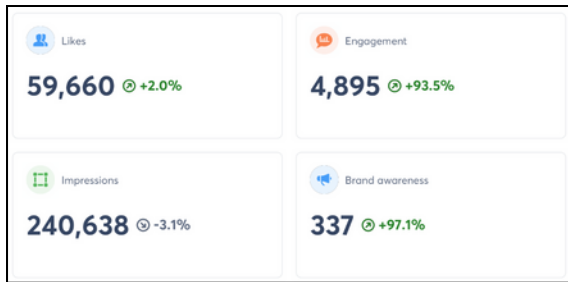 Likes
59,660 +2.0%
Engagement
4,895 +93.5%
Impressions
240,638 -3.1%
Brand awareness
337 +97.1%